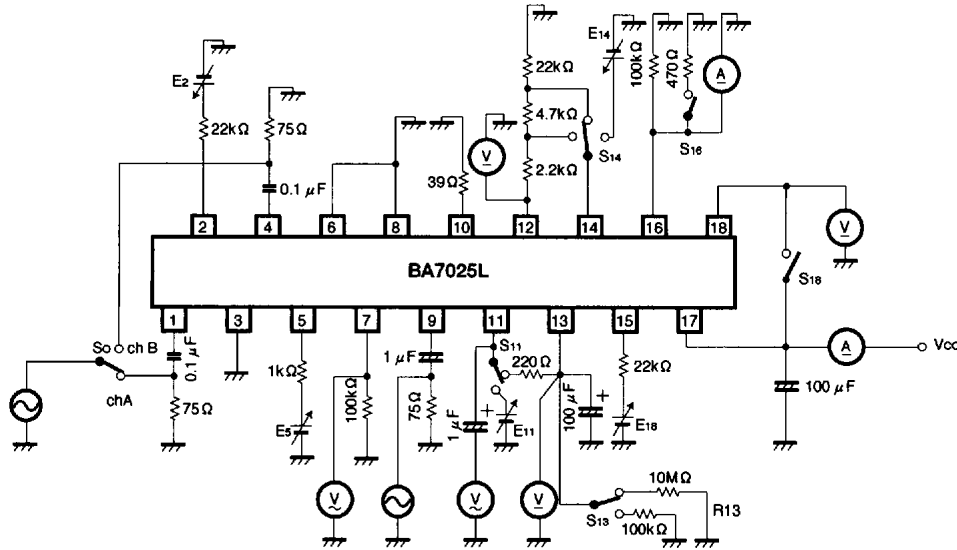 E2
22kΩ
75Ω
0.1 μF
39Ω
V
22kΩ
4.7kΩ
2.2kΩ
E14
S14
100kΩ
470Ω
A
S16
2
4
6
8
10
12
14
16
18
BA7025L
1
3
5
7
9
11
13
15
17
V
S18
A
Vcc
100 μF
S
ch B
chA
0.1 μF
75Ω
1kΩ
E5
100kΩ
1 μF
75Ω
S11
220Ω
1 μF
+
E11
100 μF
+
22kΩ
E18
V
V
V
S13
10MΩ
100kΩ
R13